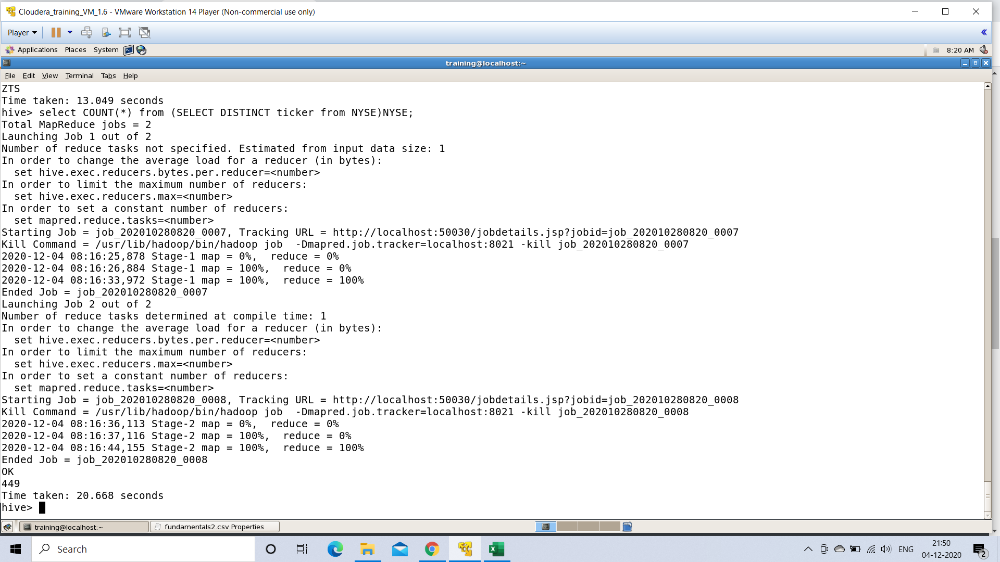 Cloudera_training_VM_1.6 - VMware Workstation 14 Player (Non-commercial use only)
Player
Applications Places System 8:20 AM
training@localhost:~
File Edit View Terminal Tabs Help
ZTS
Time taken: 13.049 seconds
hive> select COUNT(*) from (SELECT DISTINCT ticker from NYSE)NYSE;
Total MapReduce jobs = 2
Launching Job 1 out of 2
Number of reduce tasks not specified. Estimated from input data size: 1
In order to change the average load for a reducer (in bytes):
  set hive.exec.reducers.bytes.per.reducer=<number>
In order to limit the maximum number of reducers:
  set hive.exec.reducers.max=<number>
In order to set a constant number of reducers:
  set mapred.reduce.tasks=<number>
Starting Job = job_202010280820_0007, Tracking URL = http://localhost:50030/jobdetails.jsp?jobid=job_202010280820_0007
Kill Command = /usr/lib/hadoop/bin/hadoop job  -Dmapred.job.tracker=localhost:8021 -kill job_202010280820_0007
2020-12-04 08:16:25,878 Stage-1 map = 0%,  reduce = 0%
2020-12-04 08:16:26,884 Stage-1 map = 100%,  reduce = 0%
2020-12-04 08:16:33,972 Stage-1 map = 100%,  reduce = 100%
Ended Job = job_202010280820_0007
Launching Job 2 out of 2
Number of reduce tasks determined at compile time: 1
In order to change the average load for a reducer (in bytes):
  set hive.exec.reducers.bytes.per.reducer=<number>
In order to limit the maximum number of reducers:
  set hive.exec.reducers.max=<number>
In order to set a constant number of reducers:
  set mapred.reduce.tasks=<number>
Starting Job = job_202010280820_0008, Tracking URL = http://localhost:50030/jobdetails.jsp?jobid=job_202010280820_0008
Kill Command = /usr/lib/hadoop/bin/hadoop job  -Dmapred.job.tracker=localhost:8021 -kill job_202010280820_0008
2020-12-04 08:16:36,113 Stage-2 map = 0%,  reduce = 0%
2020-12-04 08:16:37,116 Stage-2 map = 100%,  reduce = 0%
2020-12-04 08:16:44,155 Stage-2 map = 100%,  reduce = 100%
Ended Job = job_202010280820_0008
OK
449
Time taken: 20.668 seconds
hive>
training@localhost:~ fundamentals2.csv Properties
Search ENG 21:50
04-12-2020 2